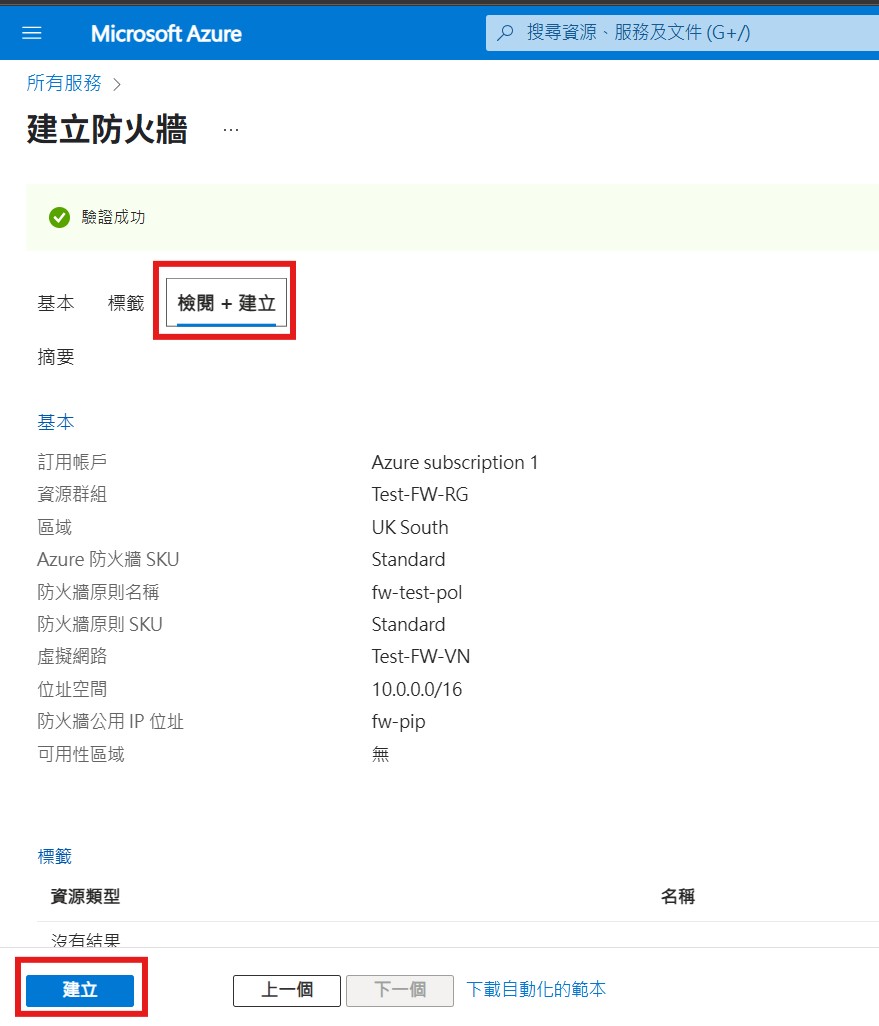 Microsoft Azure
搜尋資源、服務及文件 (G+/)
所有服務 >
建立防火牆 ...
驗證成功
基本 標籤 檢閱 + 建立
摘要
基本
訂用帳戶 Azure subscription 1
資源群組 Test-FW-RG
區域 UK South
Azure 防火牆 SKU Standard
防火牆原則名稱 fw-test-pol
防火牆原則 SKU Standard
虛擬網路 Test-FW-VN
位址空間 10.0.0.0/16
防火牆公用 IP 位址 fw-pip
可用性區域 無
標籤
資源類型 名稱
沒有結果
建立 上一個 下一個 下載自動化的範本